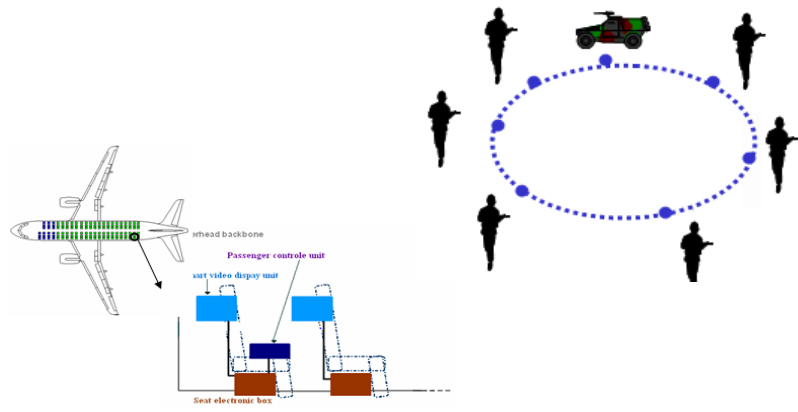 erhead backbone
Passenger controle unit
art video dispay unit
Seat electronic box